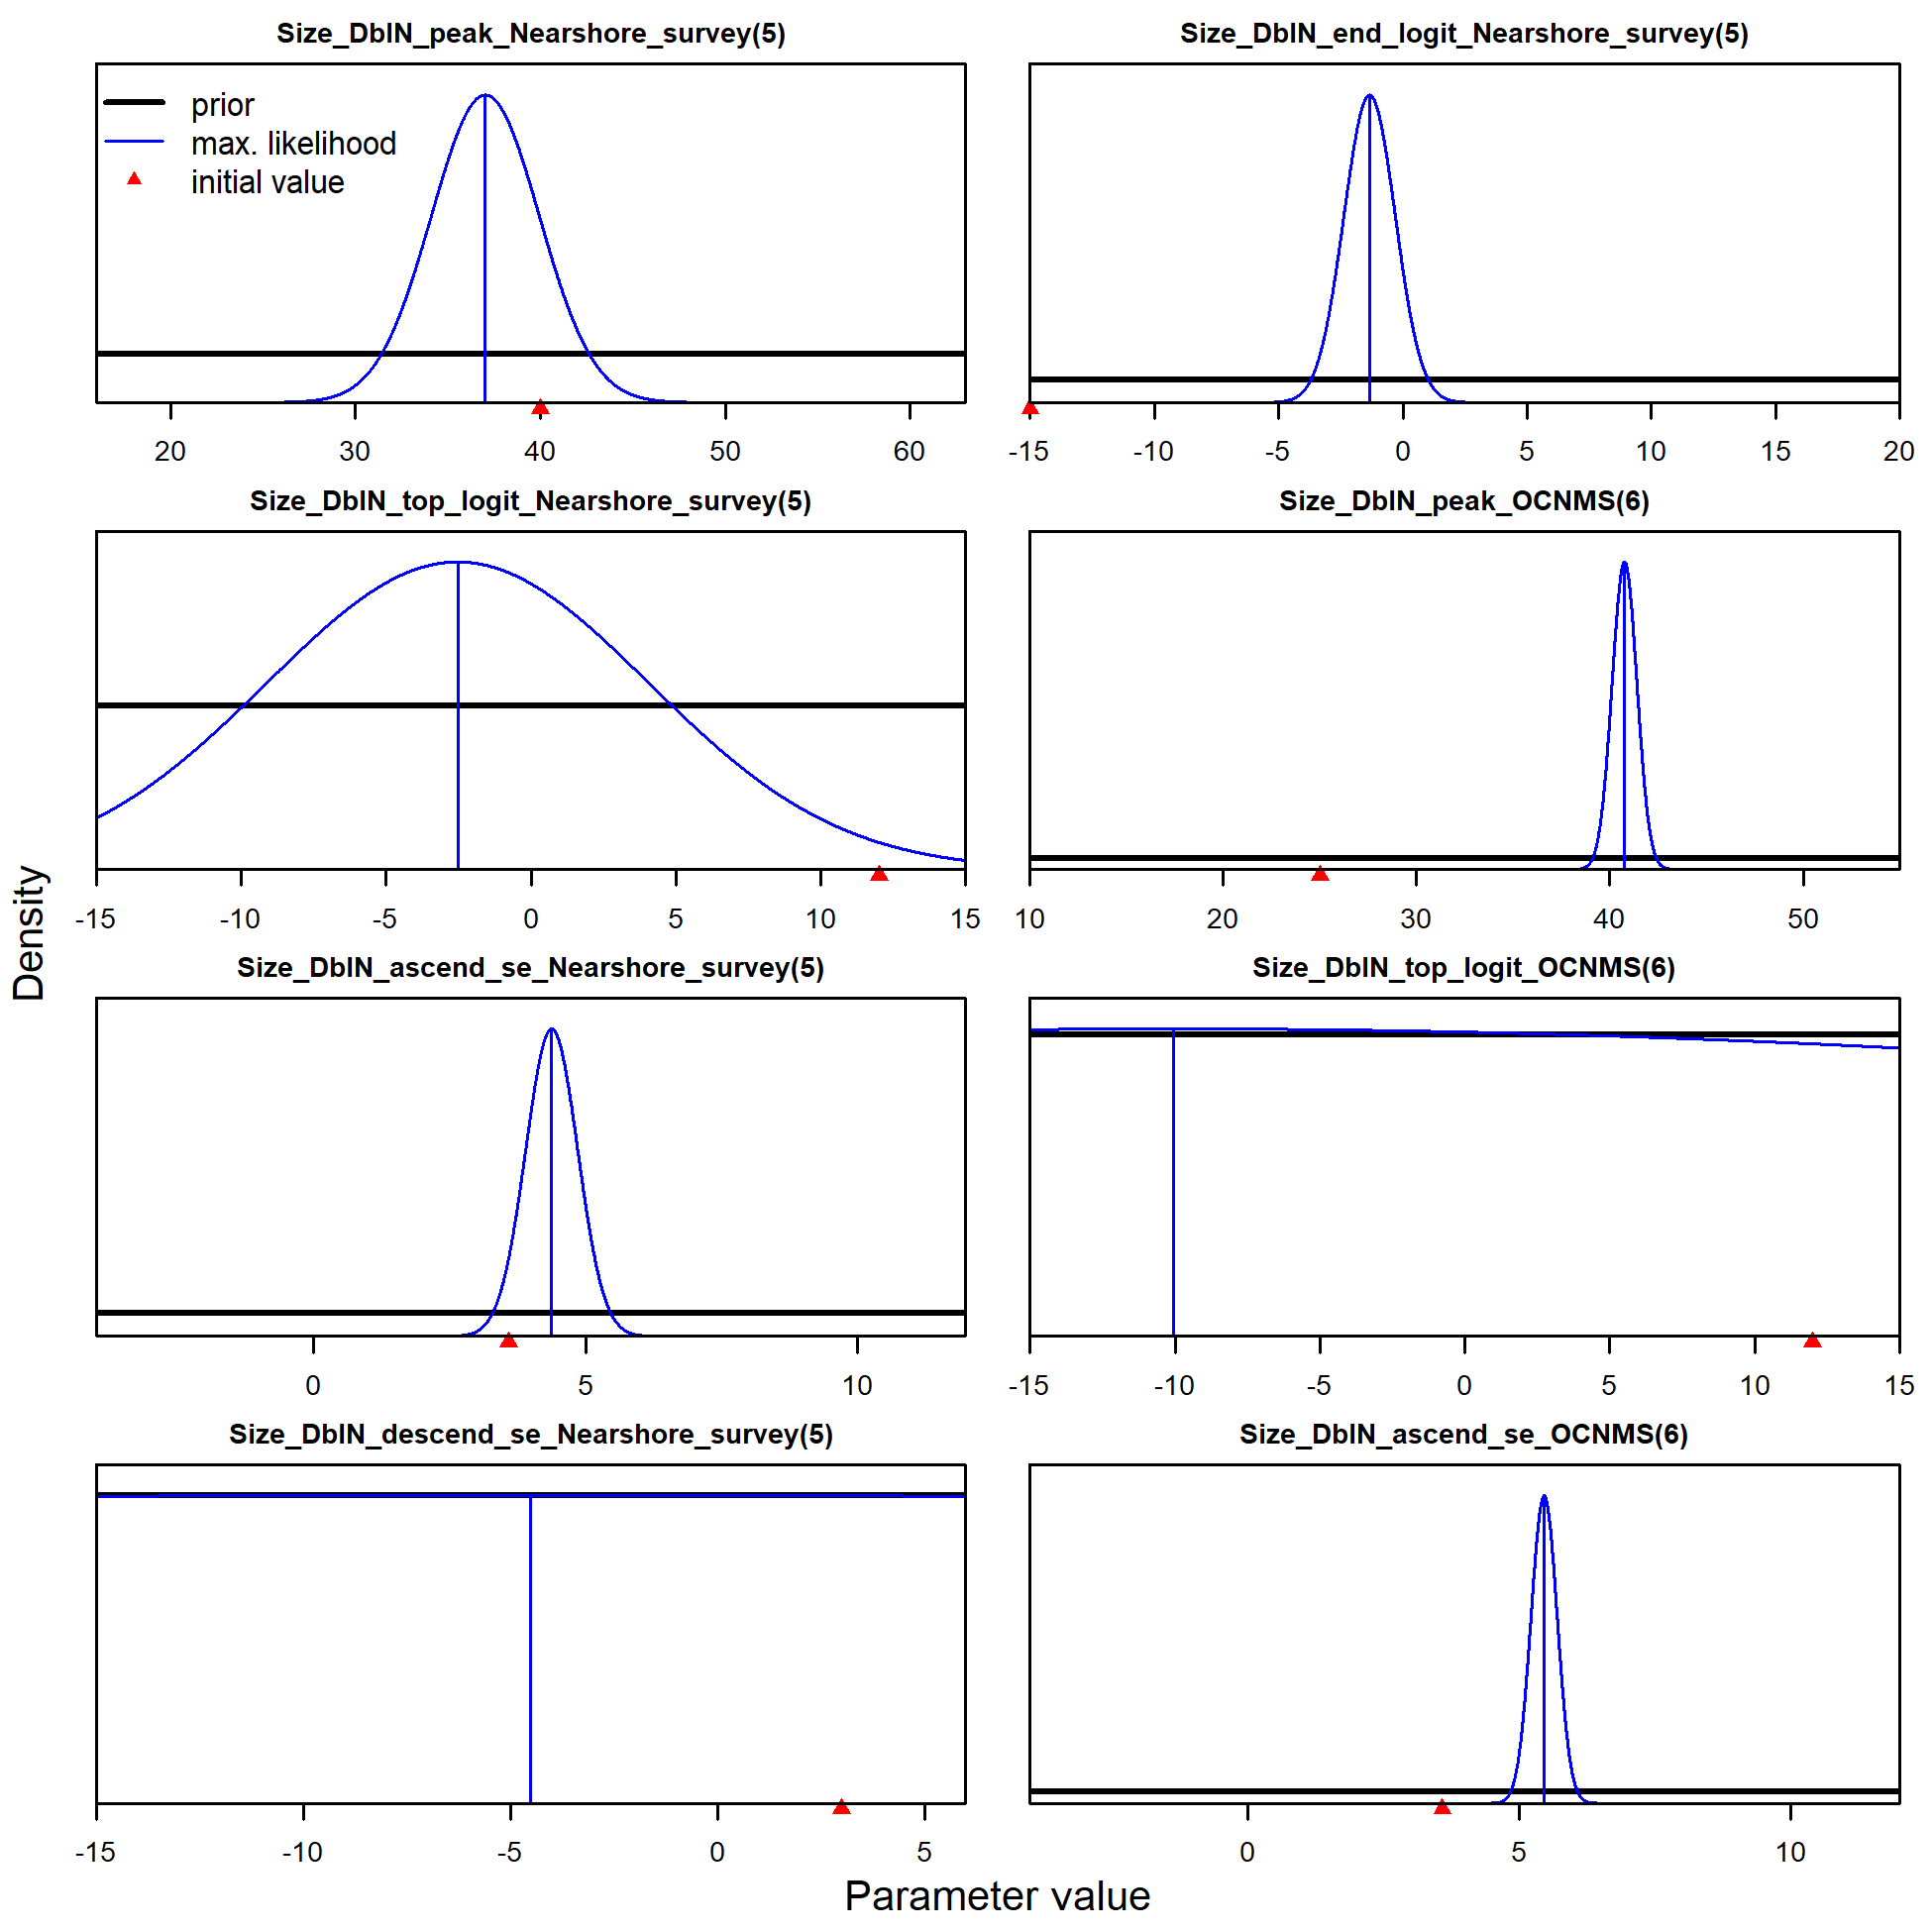 Size_DblN_peak_Nearshore_survey(5)
prior
max. likelihood
initial value
20 30 40 50 60
Size_DblN_end_logit_Nearshore_survey(5)
-15 -10 -5 0 5 10 15 20
Size_DblN_top_logit_Nearshore_survey(5)
-15 -10 -5 0 5 10 15
Size_DblN_peak_OCNMS(6)
10 20 30 40 50
Size_DblN_ascend_se_Nearshore_survey(5)
0 5 10
Size_DblN_top_logit_OCNMS(6)
-15 -10 -5 0 5 10 15
Size_DblN_descend_se_Nearshore_survey(5)
-15 -10 -5 0 5
Size_DblN_ascend_se_OCNMS(6)
0 5 10
Density
Parameter value